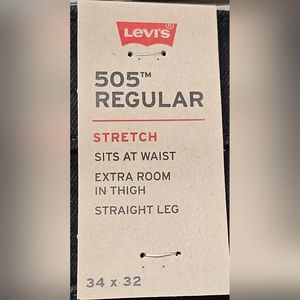 Levi's
505™
REGULAR
STRETCH
SITS AT WAIST
EXTRA ROOM
IN THIGH
STRAIGHT LEG
34 x 32